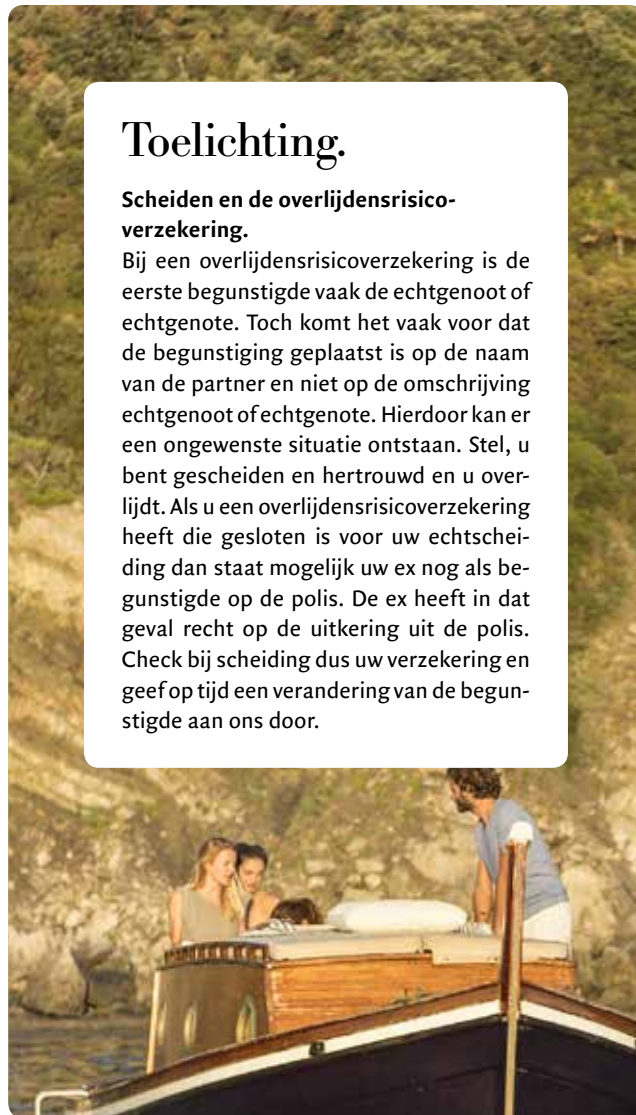 Toelichting.
Scheiden en de overlijdensrisico-
verzekering.
Bij een overlijdensrisicoverzekering is de
eerste begunstigde vaak de echtgenoot of
echtgenote. Toch komt het vaak voor dat
de begunstiging geplaatst is op de naam
van de partner en niet op de omschrijving
echtgenoot of echtgenote. Hierdoor kan er
een ongewenste situatie ontstaan. Stel, u
bent gescheiden en hertrouwd en u over-
lijdt. Als u een overlijdensrisicoverzekering
heeft die gesloten is voor uw echtschei-
ding dan staat mogelijk uw ex nog als be-
gunstigde op de polis. De ex heeft in dat
geval recht op de uitkering uit de polis.
Check bij scheiding dus uw verzekering en
geef op tijd een verandering van de begun-
stigde aan ons door.